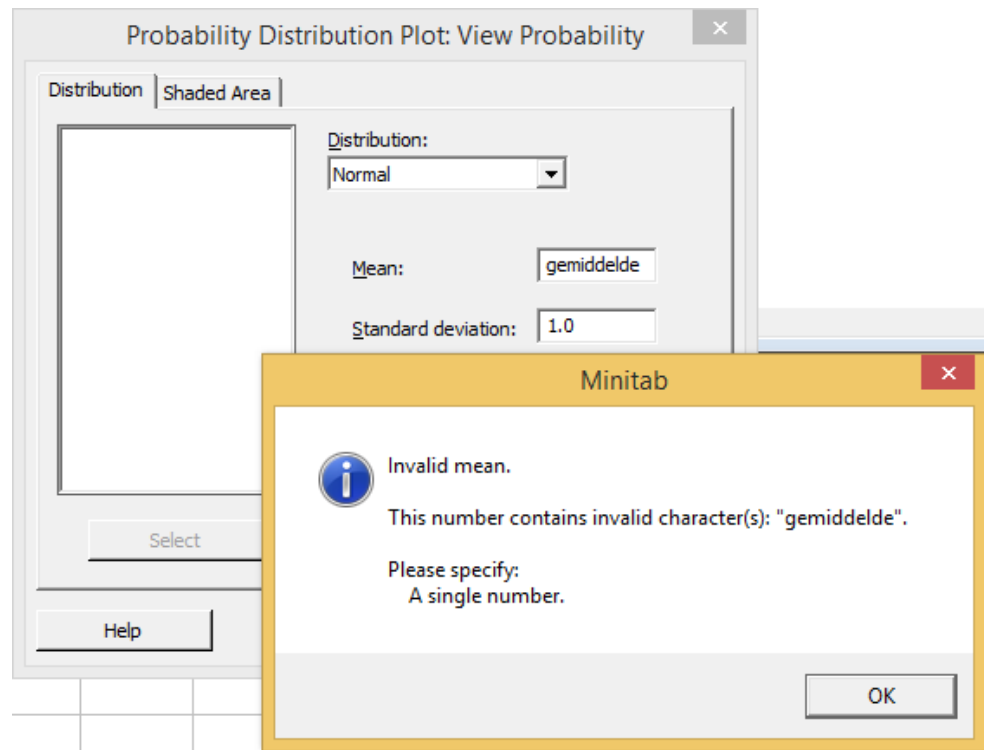 Probability Distribution Plot: View Probability
Distribution
Shaded Area
Distribution:
Normal
Mean:
gemiddelde
Standard deviation:
1.0
Select
Help
Minitab
Invalid mean.
This number contains invalid character(s): "gemiddelde".
Please specify:
A single number.
OK